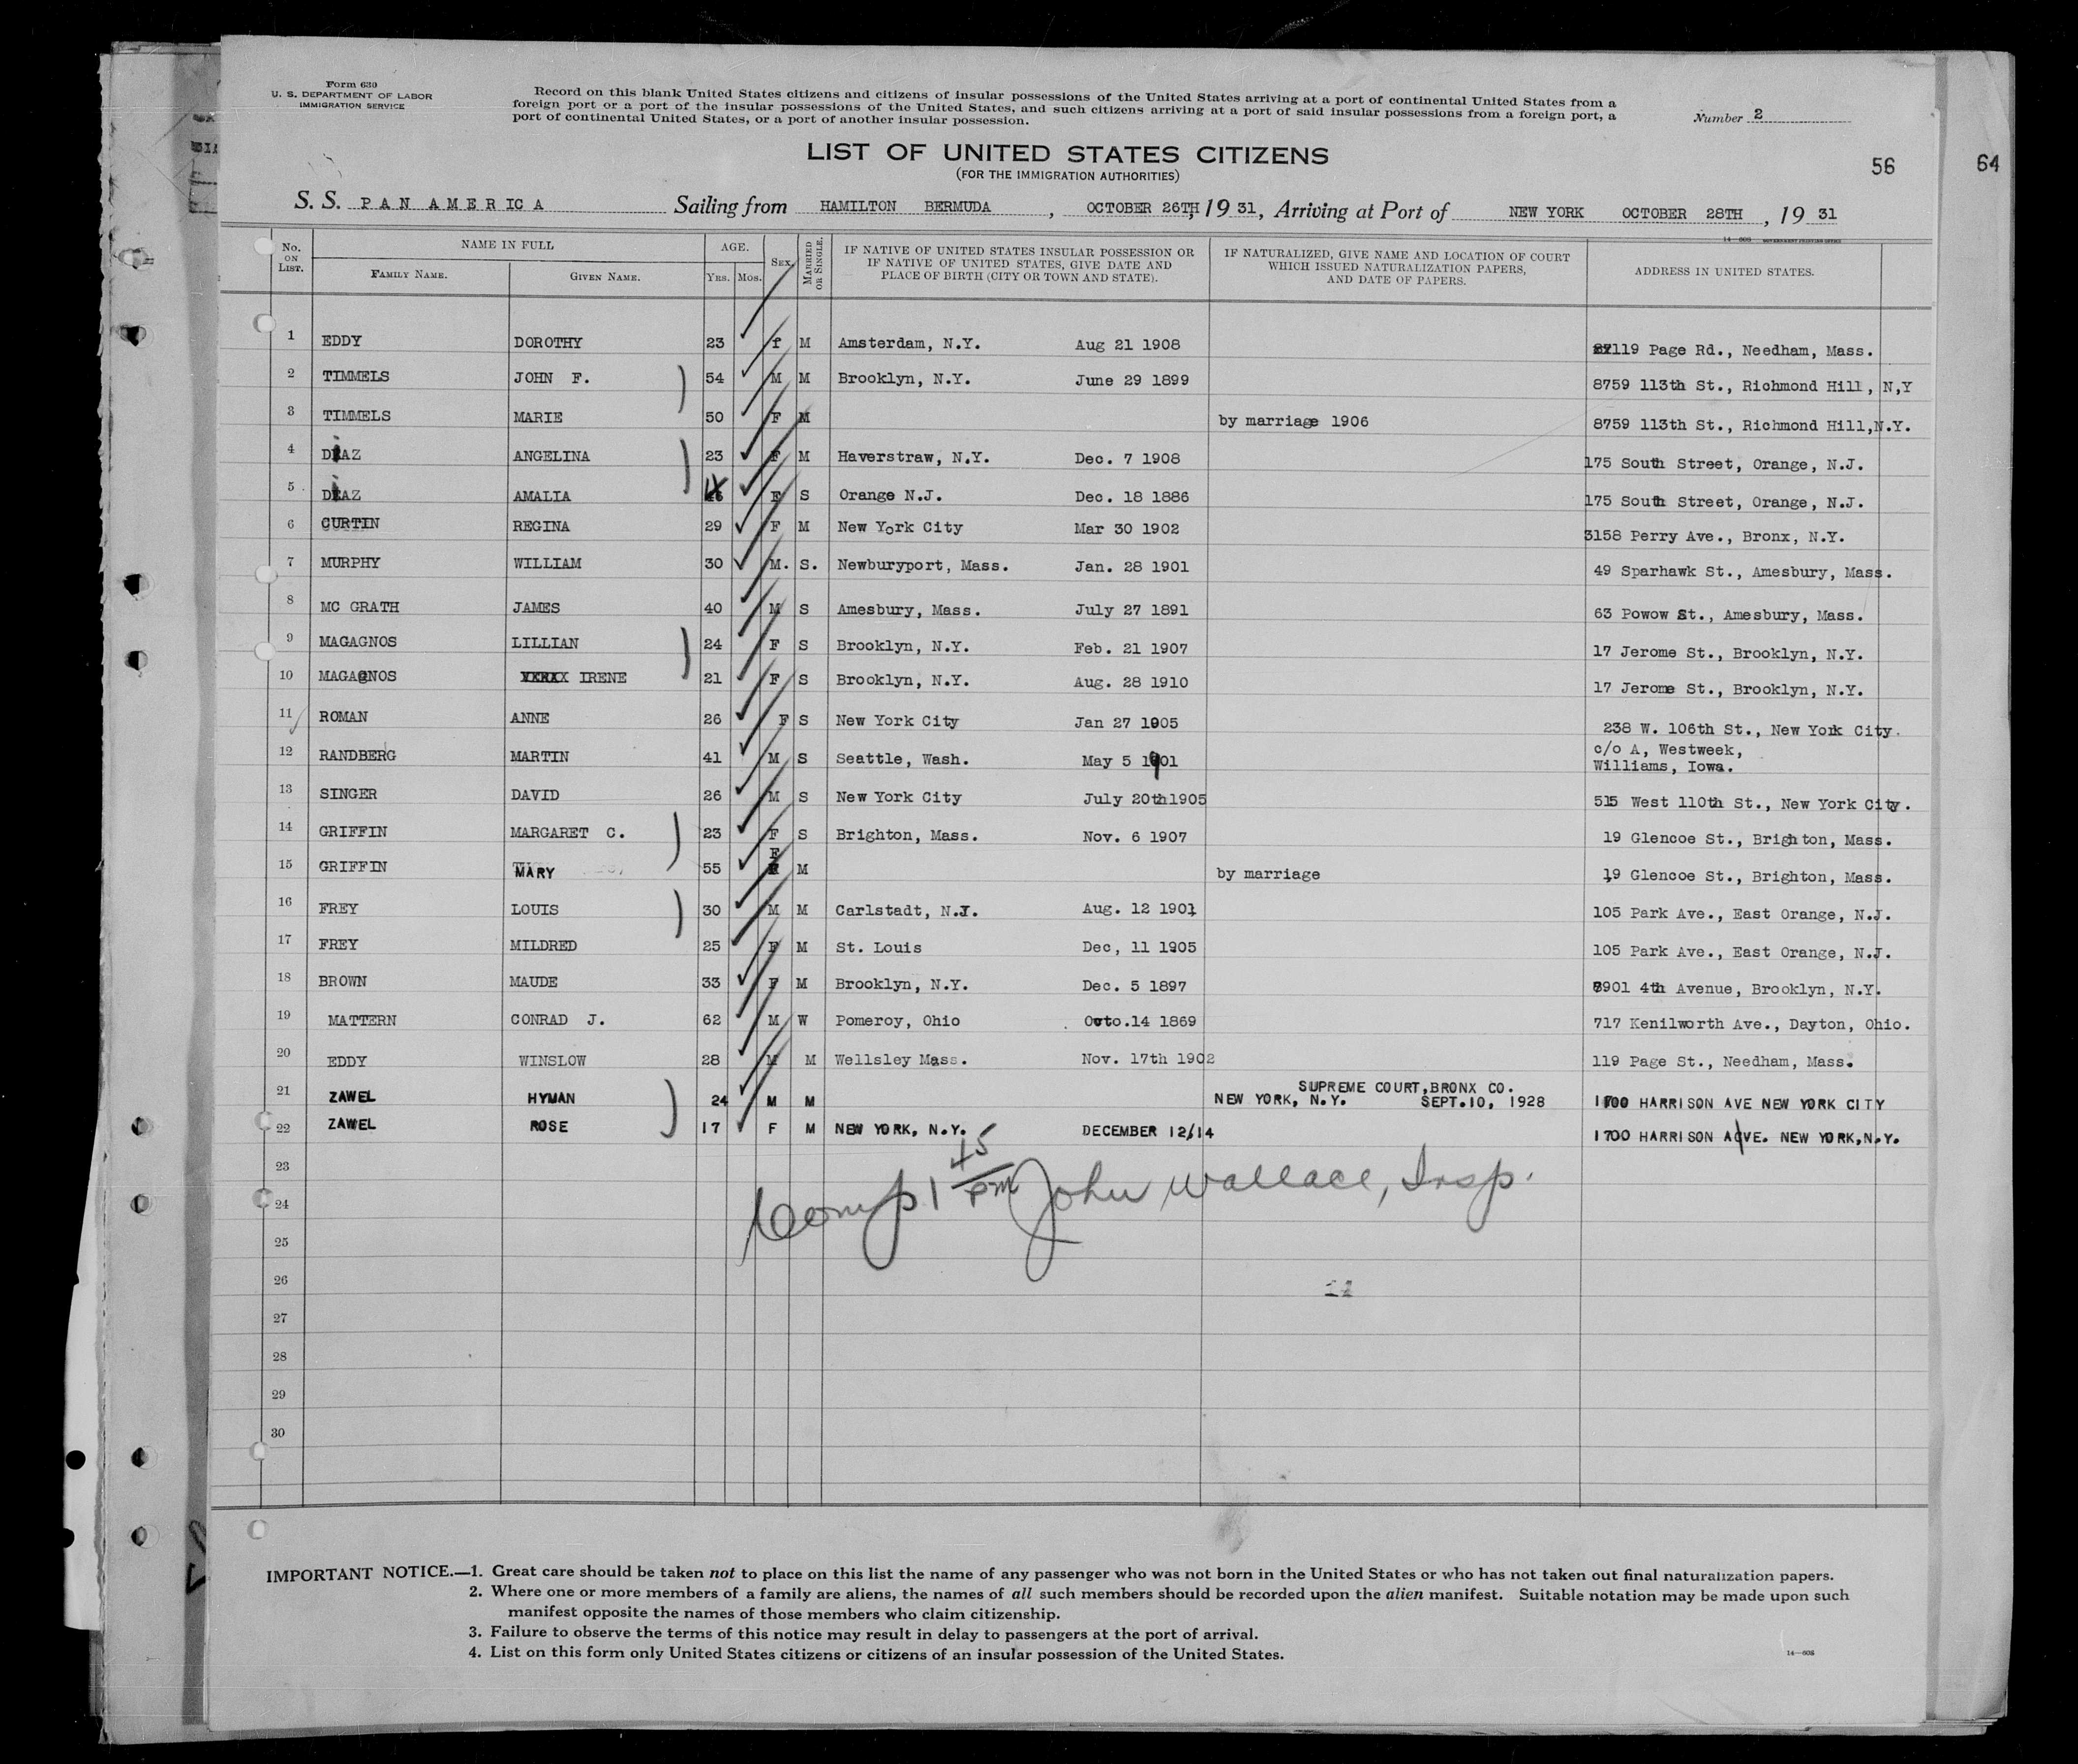 Form 630
U. S. DEPARTMENT OF LABOR
IMMIGRATION SERVICE
Record on this blank United States citizens and citizens of insular possessions of the United States arriving at a port of continental United States from a
foreign port or a port of the insular possessions of the United States, and such citizens arriving at a port of said insular possessions from a foreign port, a
port of continental United States, or a port of another insular possession.
Number 2
LIST OF UNITED STATES CITIZENS
(FOR THE IMMIGRATION AUTHORITIES)
56 64
S. S. PAN AMERICA Sailing from HAMILTON BERMUDA, OCTOBER 26TH, 1931, Arriving at Port of NEW YORK OCTOBER 28TH, 1931
No. ON LIST. NAME IN FULL FAMILY NAME. GIVEN NAME. AGE. YRS. MOS. SEX. MARRIED OR SINGLE. IF NATIVE OF UNITED STATES INSULAR POSSESSION OR IF NATIVE OF UNITED STATES, GIVE DATE AND PLACE OF BIRTH (CITY OR TOWN AND STATE). IF NATURALIZED, GIVE NAME AND LOCATION OF COURT WHICH ISSUED NATURALIZATION PAPERS, AND DATE OF PAPERS. ADDRESS IN UNITED STATES.
1 EDDY DOROTHY 23 f M Amsterdam, N.Y. Aug 21 1908 119 Page Rd., Needham, Mass.
2 TIMMELS JOHN F. 54 M M Brooklyn, N.Y. June 29 1899 8759 113th St., Richmond Hill, N,Y
3 TIMMELS MARIE 50 F M by marriage 1906 8759 113th St., Richmond Hill,N.Y.
4 DiAZ ANGELINA 23 F M Haverstraw, N.Y. Dec. 7 1908 175 South Street, Orange, N.J.
5 DiAZ AMALIA F S Orange N.J. Dec. 18 1886 175 South Street, Orange, N.J.
6 CURTIN REGINA 29 F M New York City Mar 30 1902 3158 Perry Ave., Bronx, N.Y.
7 MURPHY WILLIAM 30 M. S. Newburyport, Mass. Jan. 28 1901 49 Sparhawk St., Amesbury, Mass.
8 MC GRATH JAMES 40 M S Amesbury, Mass. July 27 1891 63 Powow St., Amesbury, Mass.
9 MAGAGNOS LILLIAN 24 F S Brooklyn, N.Y. Feb. 21 1907 17 Jerome St., Brooklyn, N.Y.
10 MAGAGNOS IRENE 21 F S Brooklyn, N.Y. Aug. 28 1910 17 Jerome St., Brooklyn, N.Y.
11 ROMAN ANNE 26 F S New York City Jan 27 1905 238 W. 106th St., New York City.
12 RANDBERG MARTIN 41 M S Seattle, Wash. May 5 1901 c/o A, Westweek,
Williams, Iowa.
13 SINGER DAVID 26 M S New York City July 20th1905 515 West 110th St., New York City.
14 GRIFFIN MARGARET C. 23 F S Brighton, Mass. Nov. 6 1907 19 Glencoe St., Brighton, Mass.
15 GRIFFIN MARY 55 F M by marriage 19 Glencoe St., Brighton, Mass.
16 FREY LOUIS 30 M M Carlstadt, N.J. Aug. 12 1901 105 Park Ave., East Orange, N.J.
17 FREY MILDRED 25 F M St. Louis Dec, 11 1905 105 Park Ave., East Orange, N.J.
18 BROWN MAUDE 33 F M Brooklyn, N.Y. Dec. 5 1897 901 4th Avenue, Brooklyn, N.Y.
19 MATTERN CONRAD J. 62 M W Pomeroy, Ohio Octo.14 1869 717 Kenilworth Ave., Dayton, Ohio.
20 EDDY WINSLOW 28 M M Wellsley Mass. Nov. 17th 1902 119 Page St., Needham, Mass.
21 ZAWEL HYMAN 24 M M SUPREME COURT,BRONX CO.
NEW YORK, N.Y. SEPT.10, 1928 1700 HARRISON AVE NEW YORK CITY
22 ZAWEL ROSE 17 F M NEW YORK, N.Y. DECEMBER 12/14 1700 HARRISON AVE. NEW YORK,N.Y.
23
Comp 1 45 pm John Wallace, Insp.
24
25
26
27
28
29
30
IMPORTANT NOTICE.—1. Great care should be taken not to place on this list the name of any passenger who was not born in the United States or who has not taken out final naturalization papers.
2. Where one or more members of a family are aliens, the names of all such members should be recorded upon the alien manifest. Suitable notation may be made upon such
manifest opposite the names of those members who claim citizenship.
3. Failure to observe the terms of this notice may result in delay to passengers at the port of arrival.
4. List on this form only United States citizens or citizens of an insular possession of the United States.
14—608